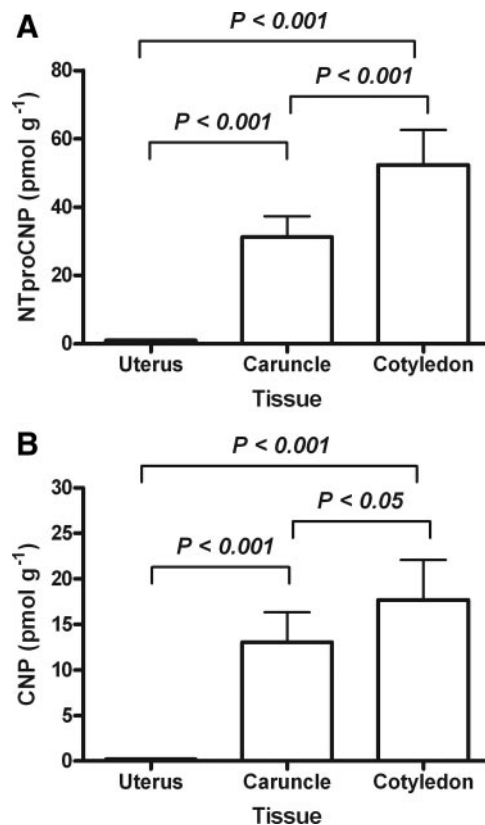 A
P < 0.001
P < 0.001
P < 0.001
NTproCNP (pmol g⁻¹)
80
60
40
20
0
Uterus Caruncle Cotyledon
Tissue
B
P < 0.001
P < 0.05
P < 0.001
CNP (pmol g⁻¹)
30
25
20
15
10
5
0
Uterus Caruncle Cotyledon
Tissue